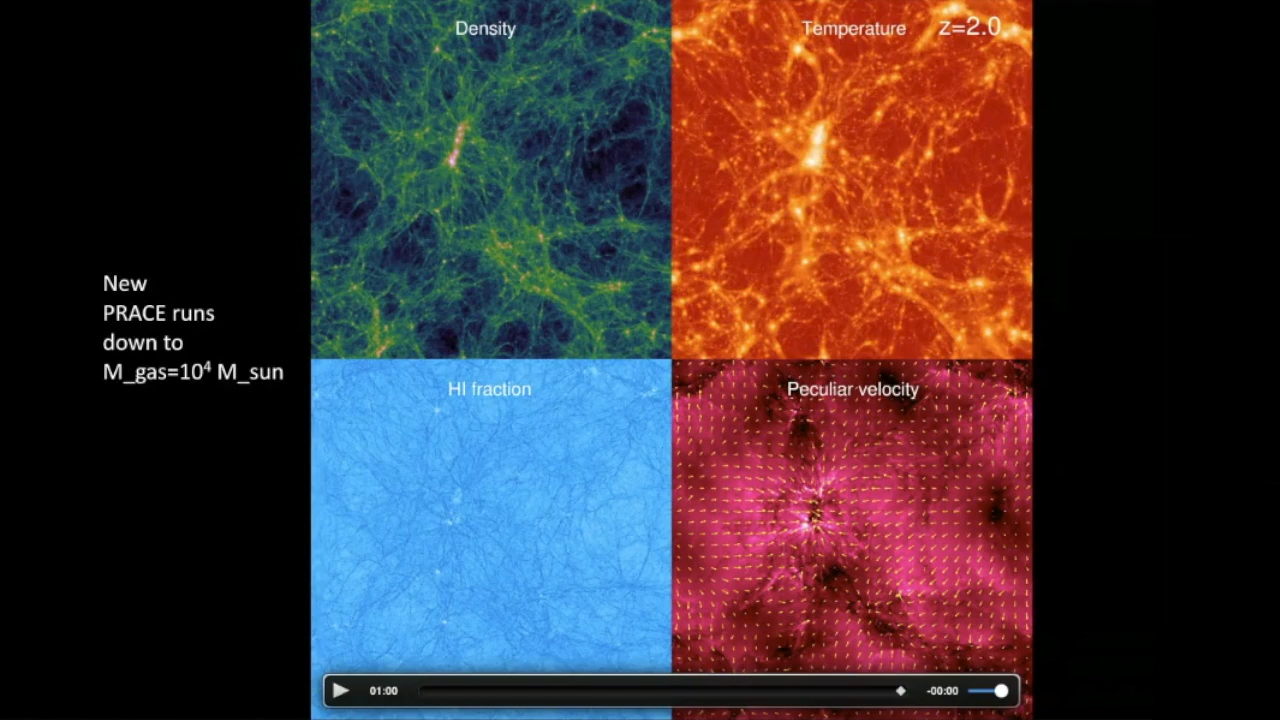 Density
Temperature
z=2.0
New
PRACE runs
down to
M_gas=10⁴ M_sun
HI fraction
Peculiar velocity
01:00
-00:00